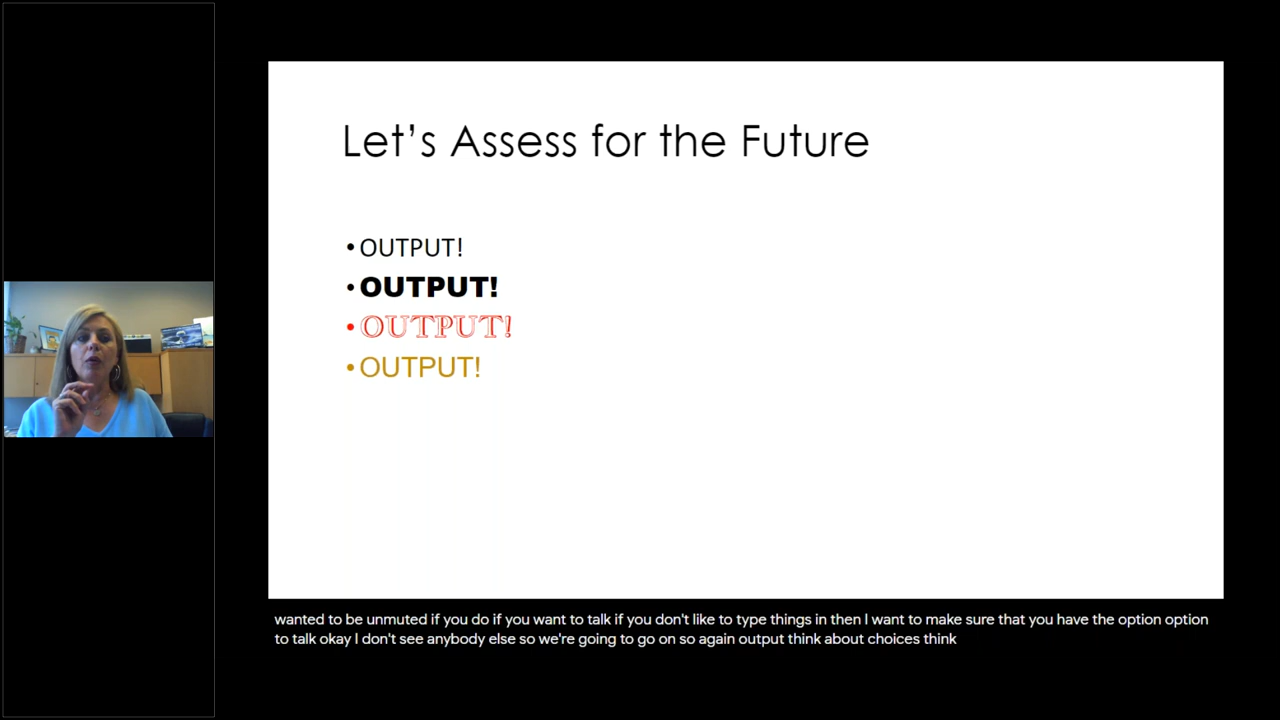 Let's Assess for the Future
• OUTPUT!
• OUTPUT!
• OUTPUT!
• OUTPUT!
wanted to be unmuted if you do if you want to talk if you don't like to type things in then I want to make sure that you have the option option
to talk okay I don't see anybody else so we're going to go on so again output think about choices think